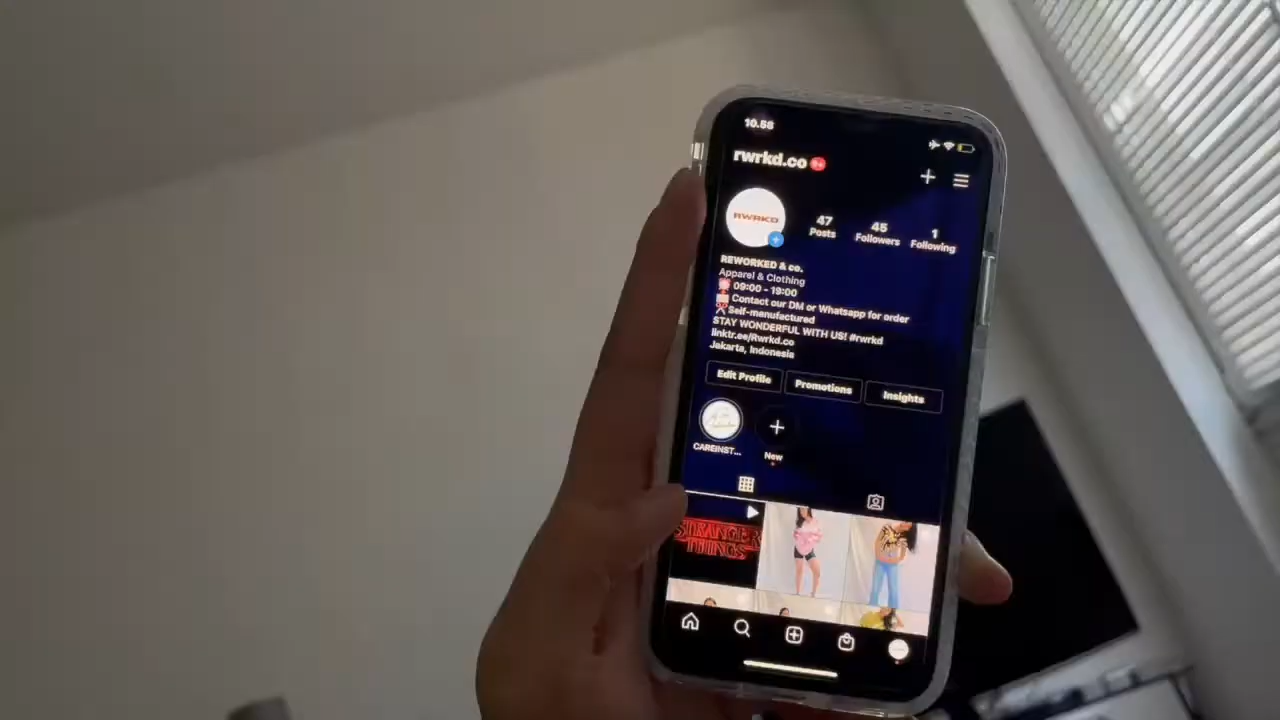 10.58
rwrkd.co 9+
RWRKD
47 Posts
45 Followers
1 Following
REWORKED & co.
Apparel & Clothing
09:00 - 19:00
Contact our DM or Whatsapp for order
Self-manufactured
STAY WONDERFUL WITH US! #rwrkd
linktr.ee/Rwrkd.co
Jakarta, Indonesia
Edit Profile
Promotions
Insights
CAREINST...
New
STRANGER
THINGS